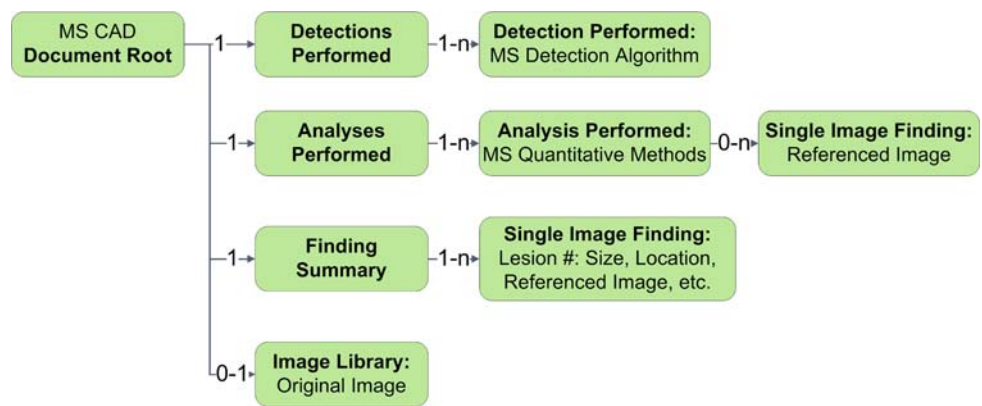 MS CAD
Document Root
1
Detections
Performed
1-n
Detection Performed:
MS Detection Algorithm
1
Analyses
Performed
1-n
Analysis Performed:
MS Quantitative Methods
0-n
Single Image Finding:
Referenced Image
1
Finding
Summary
1-n
Single Image Finding:
Lesion #: Size, Location,
Referenced Image, etc.
0-1
Image Library:
Original Image